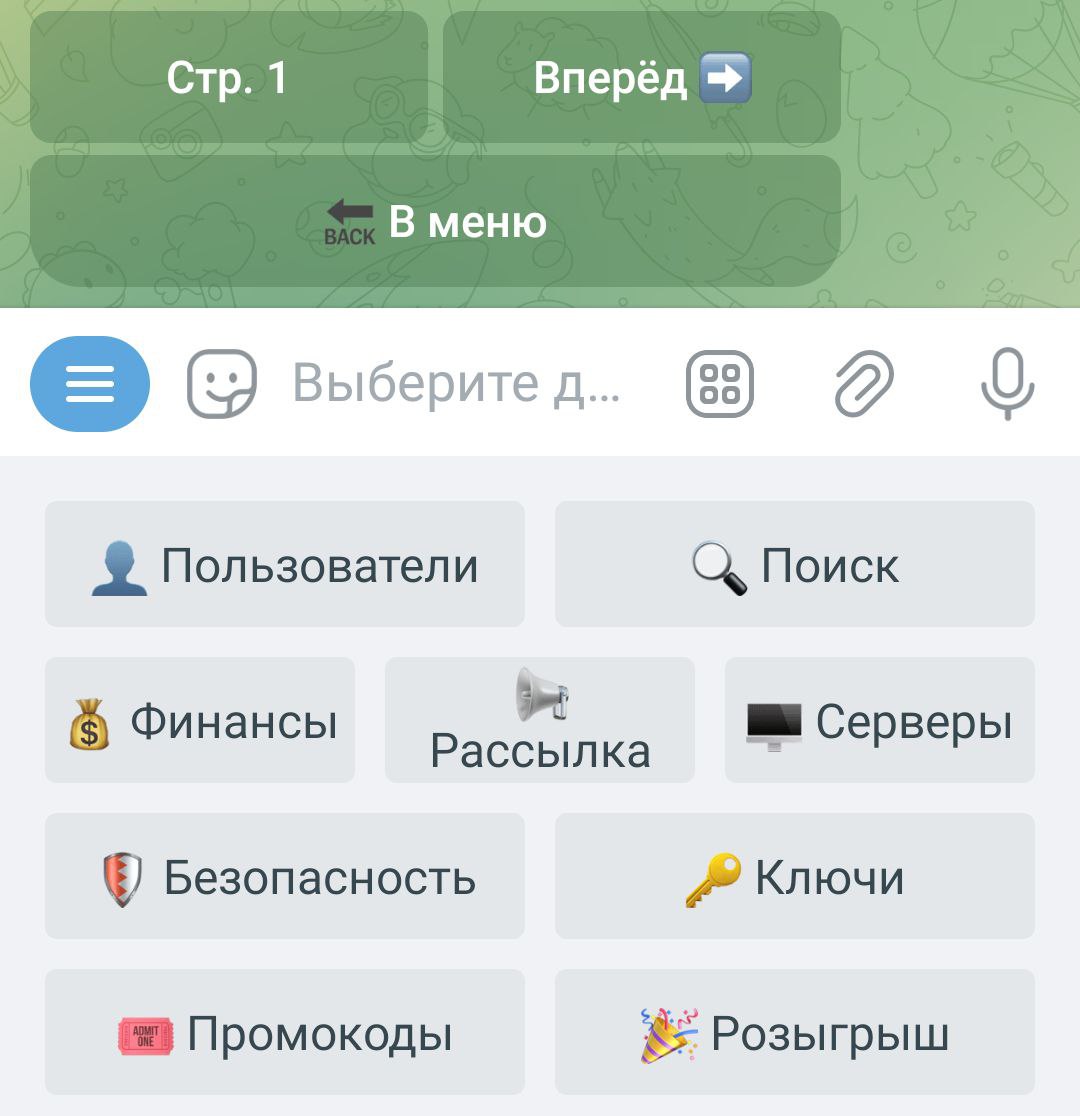 Стр. 1
Вперёд ➡️
BACK В меню
Выберите д...
Пользователи
Поиск
Финансы
Рассылка
Серверы
Безопасность
Ключи
ADMIT
ONE
Промокоды
Розыгрыш